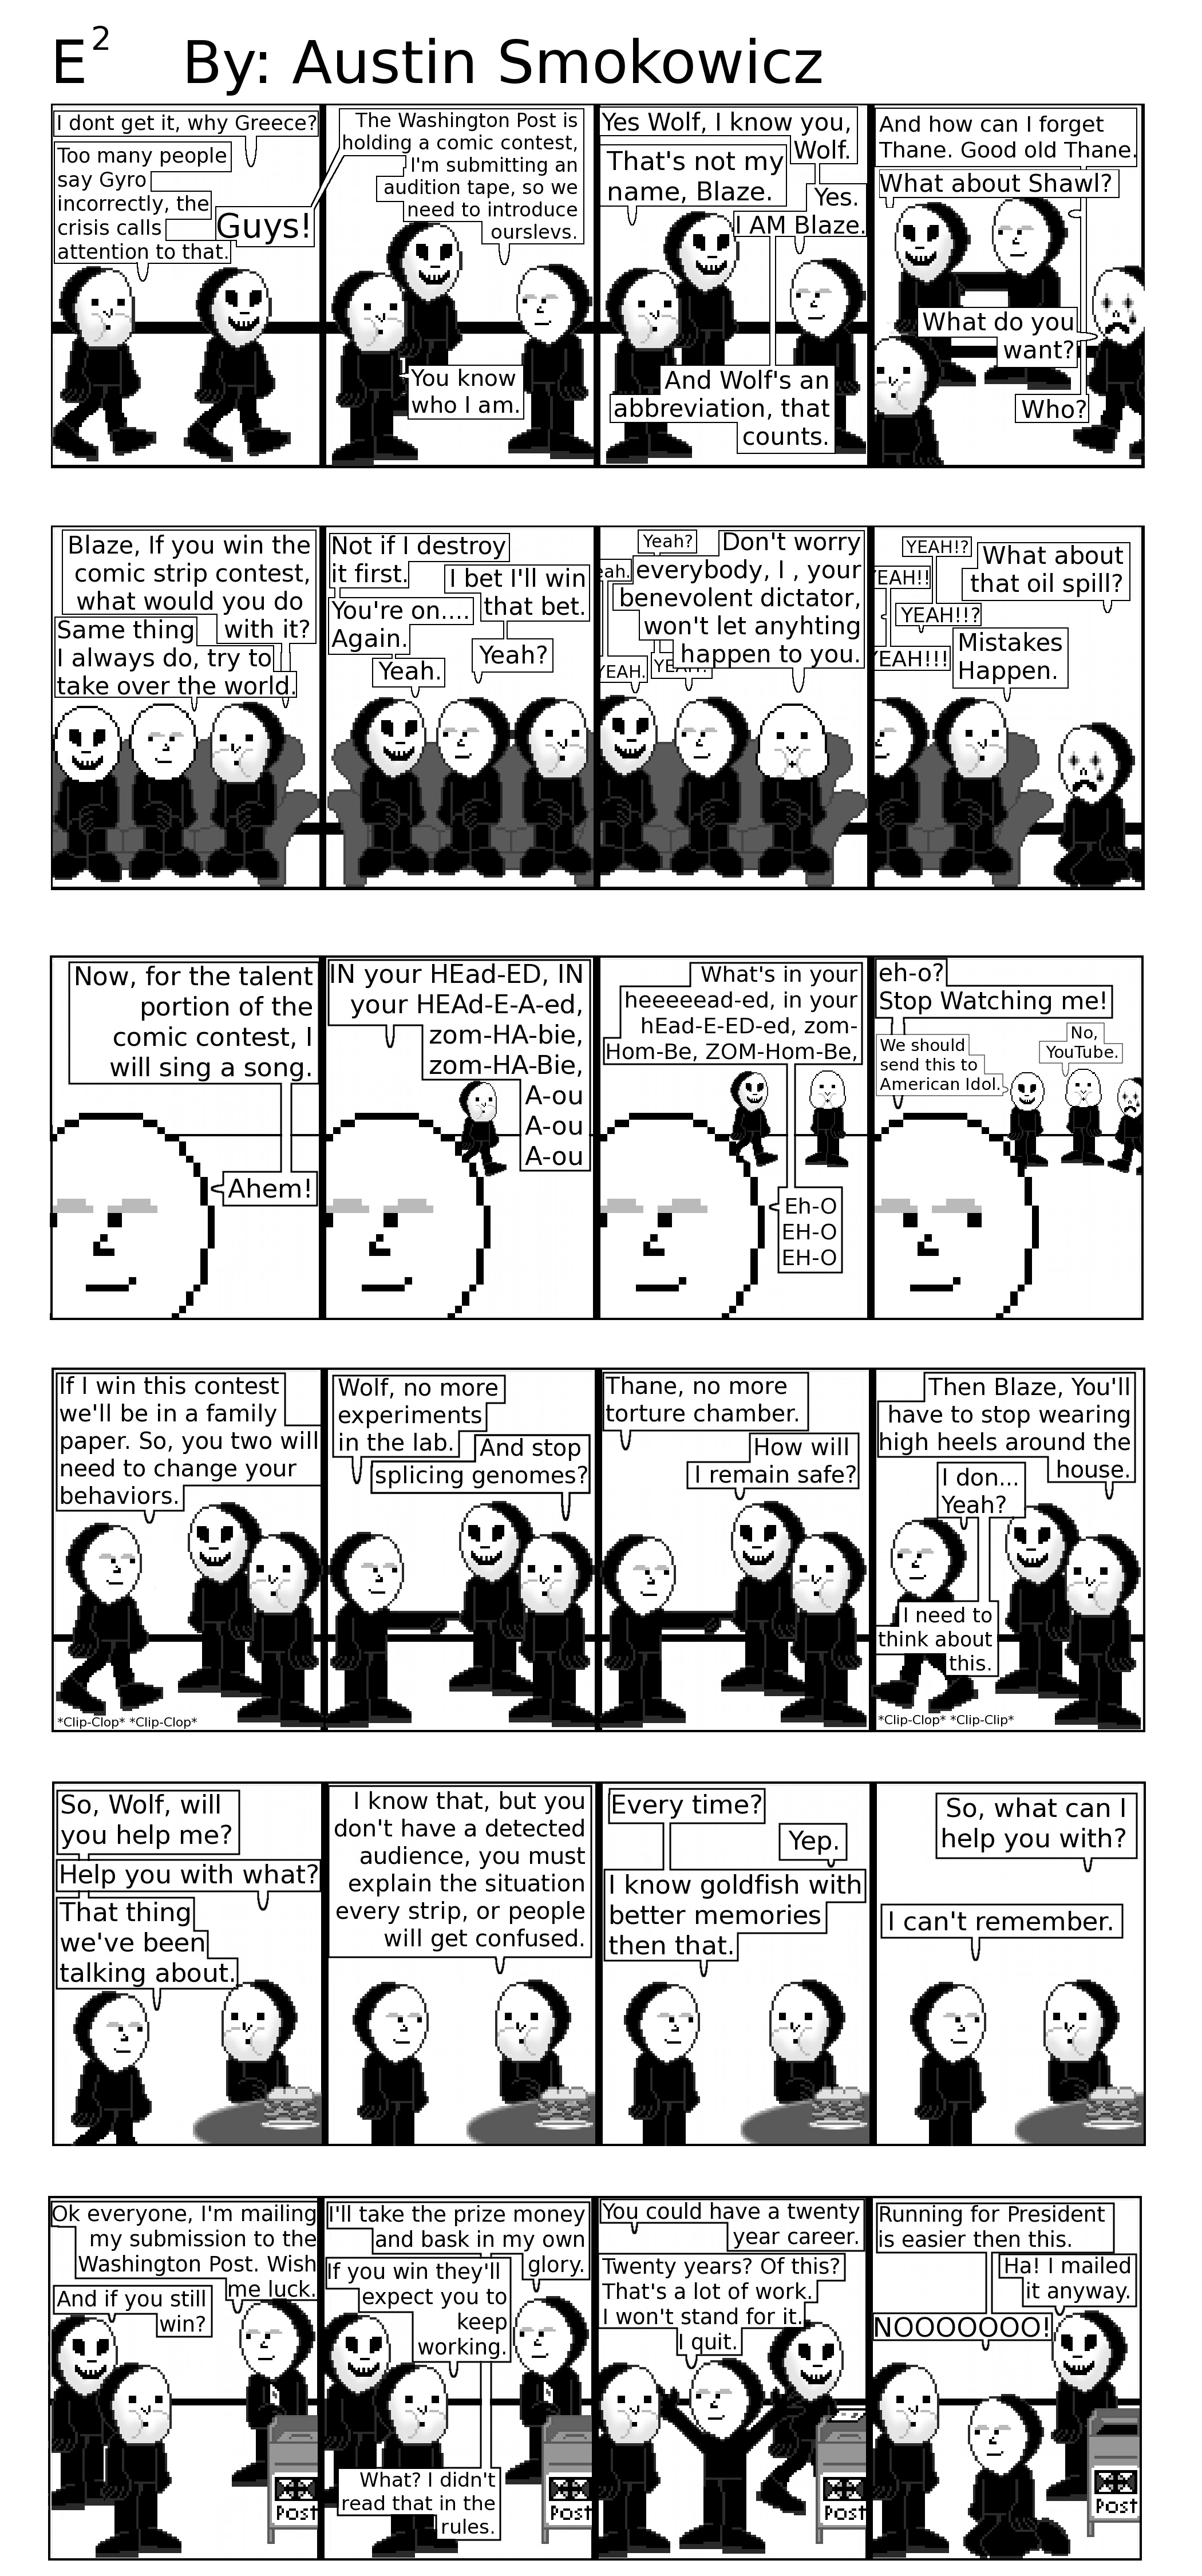 E² By: Austin Smokowicz
I dont get it, why Greece?
Too many people
say Gyro
incorrectly, the
crisis calls
attention to that.
Guys!
The Washington Post is
holding a comic contest,
I'm submitting an
audition tape, so we
need to introduce
ourslevs.
You know
who I am.
Yes Wolf, I know you,
Wolf.
That's not my
name, Blaze.
Yes.
I AM Blaze.
And Wolf's an
abbreviation, that
counts.
And how can I forget
Thane. Good old Thane.
What about Shawl?
Who?
What do you
want?
Blaze, If you win the
comic strip contest,
what would you do
with it?
Same thing
I always do, try to
take over the world.
Not if I destroy
it first.
You're on....
Again.
I bet I'll win
that bet.
Yeah.
Yeah?
Yeah?
eah.
YEAH.
Don't worry
everybody, I , your
benevolent dictator,
won't let anyhting
happen to you.
YEAH!?
YEAH!!
YEAH!!?
YEAH!!!
What about
that oil spill?
Mistakes
Happen.
Now, for the talent
portion of the
comic contest, I
will sing a song.
Ahem!
IN your HEad-ED, IN
your HEAd-E-A-ed,
zom-HA-bie,
zom-HA-Bie,
A-ou
A-ou
A-ou
What's in your
heeeeead-ed, in your
hEad-E-ED-ed, zom-
Hom-Be, ZOM-Hom-Be,
Eh-O
EH-O
EH-O
eh-o?
Stop Watching me!
We should
send this to
American Idol.
No,
YouTube.
If I win this contest
we'll be in a family
paper. So, you two will
need to change your
behaviors.
*Clip-Clop* *Clip-Clop*
Wolf, no more
experiments
in the lab.
And stop
splicing genomes?
Thane, no more
torture chamber.
How will
I remain safe?
Then Blaze, You'll
have to stop wearing
high heels around the
house.
I don...
Yeah?
I need to
think about
this.
*Clip-Clop* *Clip-Clip*
So, Wolf, will
you help me?
Help you with what?
That thing
we've been
talking about.
I know that, but you
don't have a detected
audience, you must
explain the situation
every strip, or people
will get confused.
Every time?
Yep.
I know goldfish with
better memories
then that.
So, what can I
help you with?
I can't remember.
Ok everyone, I'm mailing
my submission to the
Washington Post. Wish
me luck.
And if you still
win?
Post
I'll take the prize money
and bask in my own
glory.
If you win they'll
expect you to
keep
working.
What? I didn't
read that in the
rules.
Post
You could have a twenty
year career.
Twenty years? Of this?
That's a lot of work.
I won't stand for it.
I quit.
Post
Running for President
is easier then this.
Ha! I mailed
it anyway.
NOOOOOOO!
Post